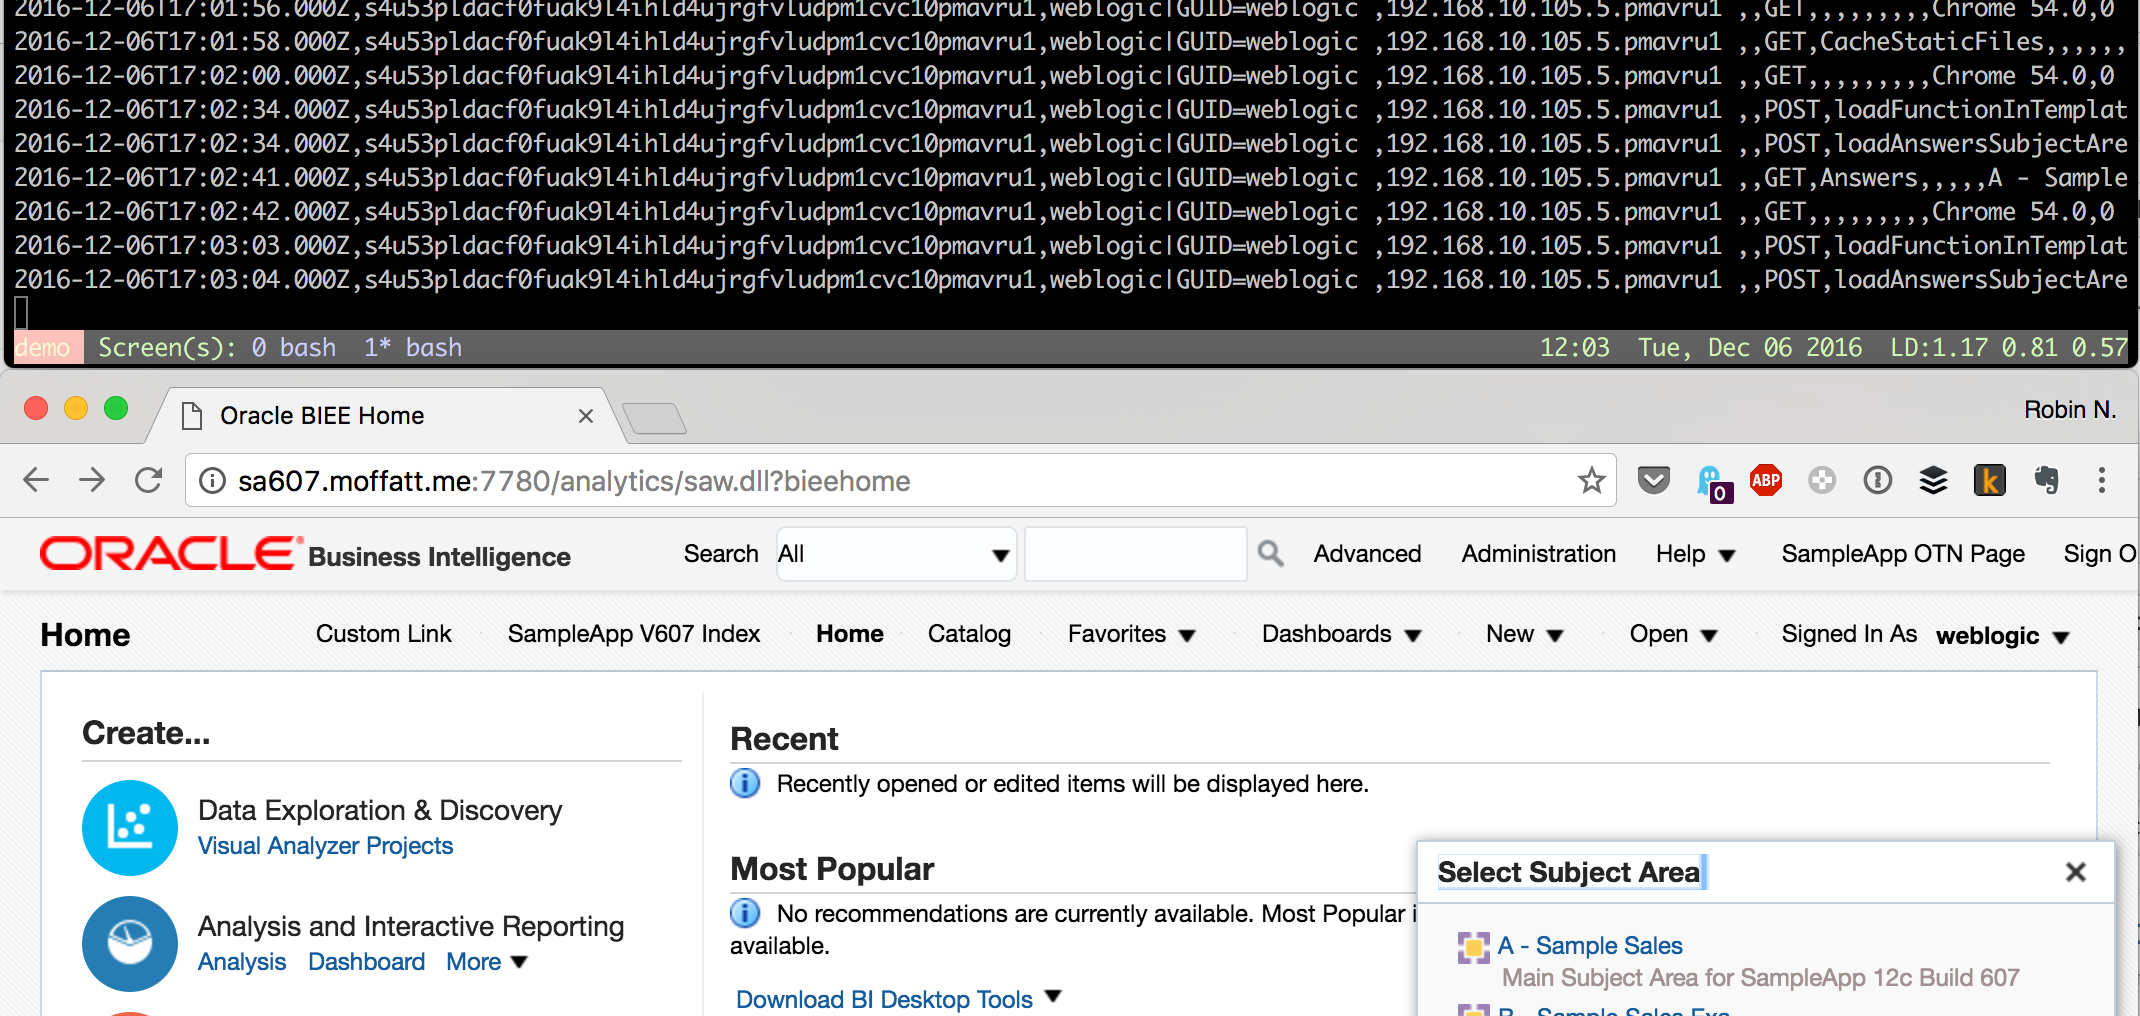 2016-12-06T17:01:56.000Z,s4u53pldacf0fuak9l4ihld4ujrgfvludpm1cvc10pmavru1,weblogic|GUID=weblogic ,192.168.10.105.5.pmavru1 ,,GET,,,,,,,,,Chrome 54.0,0
2016-12-06T17:01:58.000Z,s4u53pldacf0fuak9l4ihld4ujrgfvludpm1cvc10pmavru1,weblogic|GUID=weblogic ,192.168.10.105.5.pmavru1 ,,GET,CacheStaticFiles,,,,,,
2016-12-06T17:02:00.000Z,s4u53pldacf0fuak9l4ihld4ujrgfvludpm1cvc10pmavru1,weblogic|GUID=weblogic ,192.168.10.105.5.pmavru1 ,,GET,,,,,,,,,Chrome 54.0,0
2016-12-06T17:02:34.000Z,s4u53pldacf0fuak9l4ihld4ujrgfvludpm1cvc10pmavru1,weblogic|GUID=weblogic ,192.168.10.105.5.pmavru1 ,,POST,loadFunctionInTemplat
2016-12-06T17:02:34.000Z,s4u53pldacf0fuak9l4ihld4ujrgfvludpm1cvc10pmavru1,weblogic|GUID=weblogic ,192.168.10.105.5.pmavru1 ,,POST,loadAnswersSubjectAre
2016-12-06T17:02:41.000Z,s4u53pldacf0fuak9l4ihld4ujrgfvludpm1cvc10pmavru1,weblogic|GUID=weblogic ,192.168.10.105.5.pmavru1 ,,GET,Answers,,,,,A - Sample
2016-12-06T17:02:42.000Z,s4u53pldacf0fuak9l4ihld4ujrgfvludpm1cvc10pmavru1,weblogic|GUID=weblogic ,192.168.10.105.5.pmavru1 ,,GET,,,,,,,,,Chrome 54.0,0
2016-12-06T17:03:03.000Z,s4u53pldacf0fuak9l4ihld4ujrgfvludpm1cvc10pmavru1,weblogic|GUID=weblogic ,192.168.10.105.5.pmavru1 ,,POST,loadFunctionInTemplat
2016-12-06T17:03:04.000Z,s4u53pldacf0fuak9l4ihld4ujrgfvludpm1cvc10pmavru1,weblogic|GUID=weblogic ,192.168.10.105.5.pmavru1 ,,POST,loadAnswersSubjectAre
demo Screen(s): 0 bash 1* bash 12:03 Tue, Dec 06 2016 LD:1.17 0.81 0.57
Oracle BIEE Home Robin N.
sa607.moffatt.me:7780/analytics/saw.dll?bieehome 0 ABP k
ORACLE Business Intelligence Search All Advanced Administration Help SampleApp OTN Page Sign O
Home Custom Link SampleApp V607 Index Home Catalog Favorites Dashboards New Open Signed In As weblogic
Create...
Data Exploration & Discovery
Visual Analyzer Projects
Analysis and Interactive Reporting
Analysis Dashboard More
Recent
Recently opened or edited items will be displayed here.
Most Popular
No recommendations are currently available. Most Popular i
available.
Download BI Desktop Tools
Select Subject Area
A - Sample Sales
Main Subject Area for SampleApp 12c Build 607
B - Sample Sales Exa